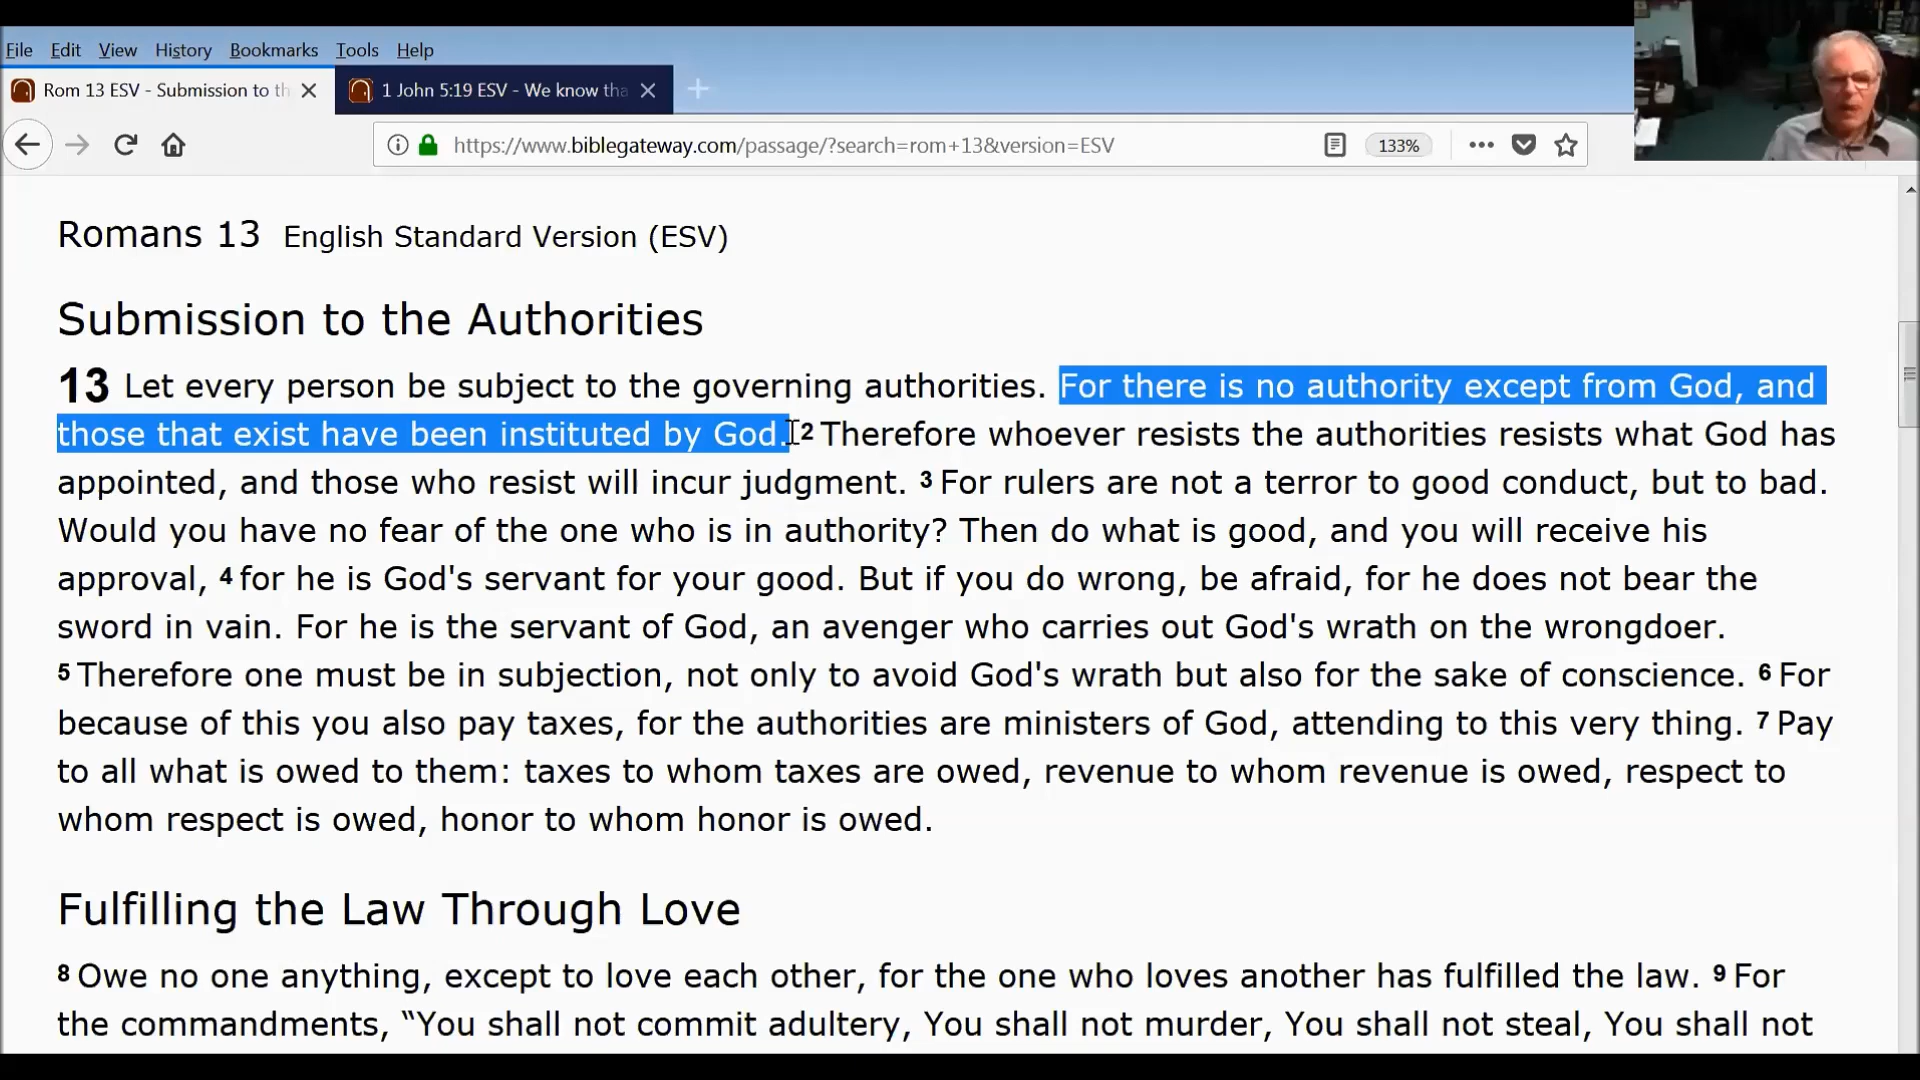 File Edit View History Bookmarks Tools Help
Rom 13 ESV - Submission to th
1 John 5:19 ESV - We know tha
https://www.biblegateway.com/passage/?search=rom+13&version=ESV
133%
Romans 13 English Standard Version (ESV)
Submission to the Authorities
13 Let every person be subject to the governing authorities. For there is no authority except from God, and
those that exist have been instituted by God. 2 Therefore whoever resists the authorities resists what God has
appointed, and those who resist will incur judgment. 3 For rulers are not a terror to good conduct, but to bad.
Would you have no fear of the one who is in authority? Then do what is good, and you will receive his
approval, 4 for he is God's servant for your good. But if you do wrong, be afraid, for he does not bear the
sword in vain. For he is the servant of God, an avenger who carries out God's wrath on the wrongdoer.
5 Therefore one must be in subjection, not only to avoid God's wrath but also for the sake of conscience. 6 For
because of this you also pay taxes, for the authorities are ministers of God, attending to this very thing. 7 Pay
to all what is owed to them: taxes to whom taxes are owed, revenue to whom revenue is owed, respect to
whom respect is owed, honor to whom honor is owed.
Fulfilling the Law Through Love
8 Owe no one anything, except to love each other, for the one who loves another has fulfilled the law. 9 For
the commandments, “You shall not commit adultery, You shall not murder, You shall not steal, You shall not